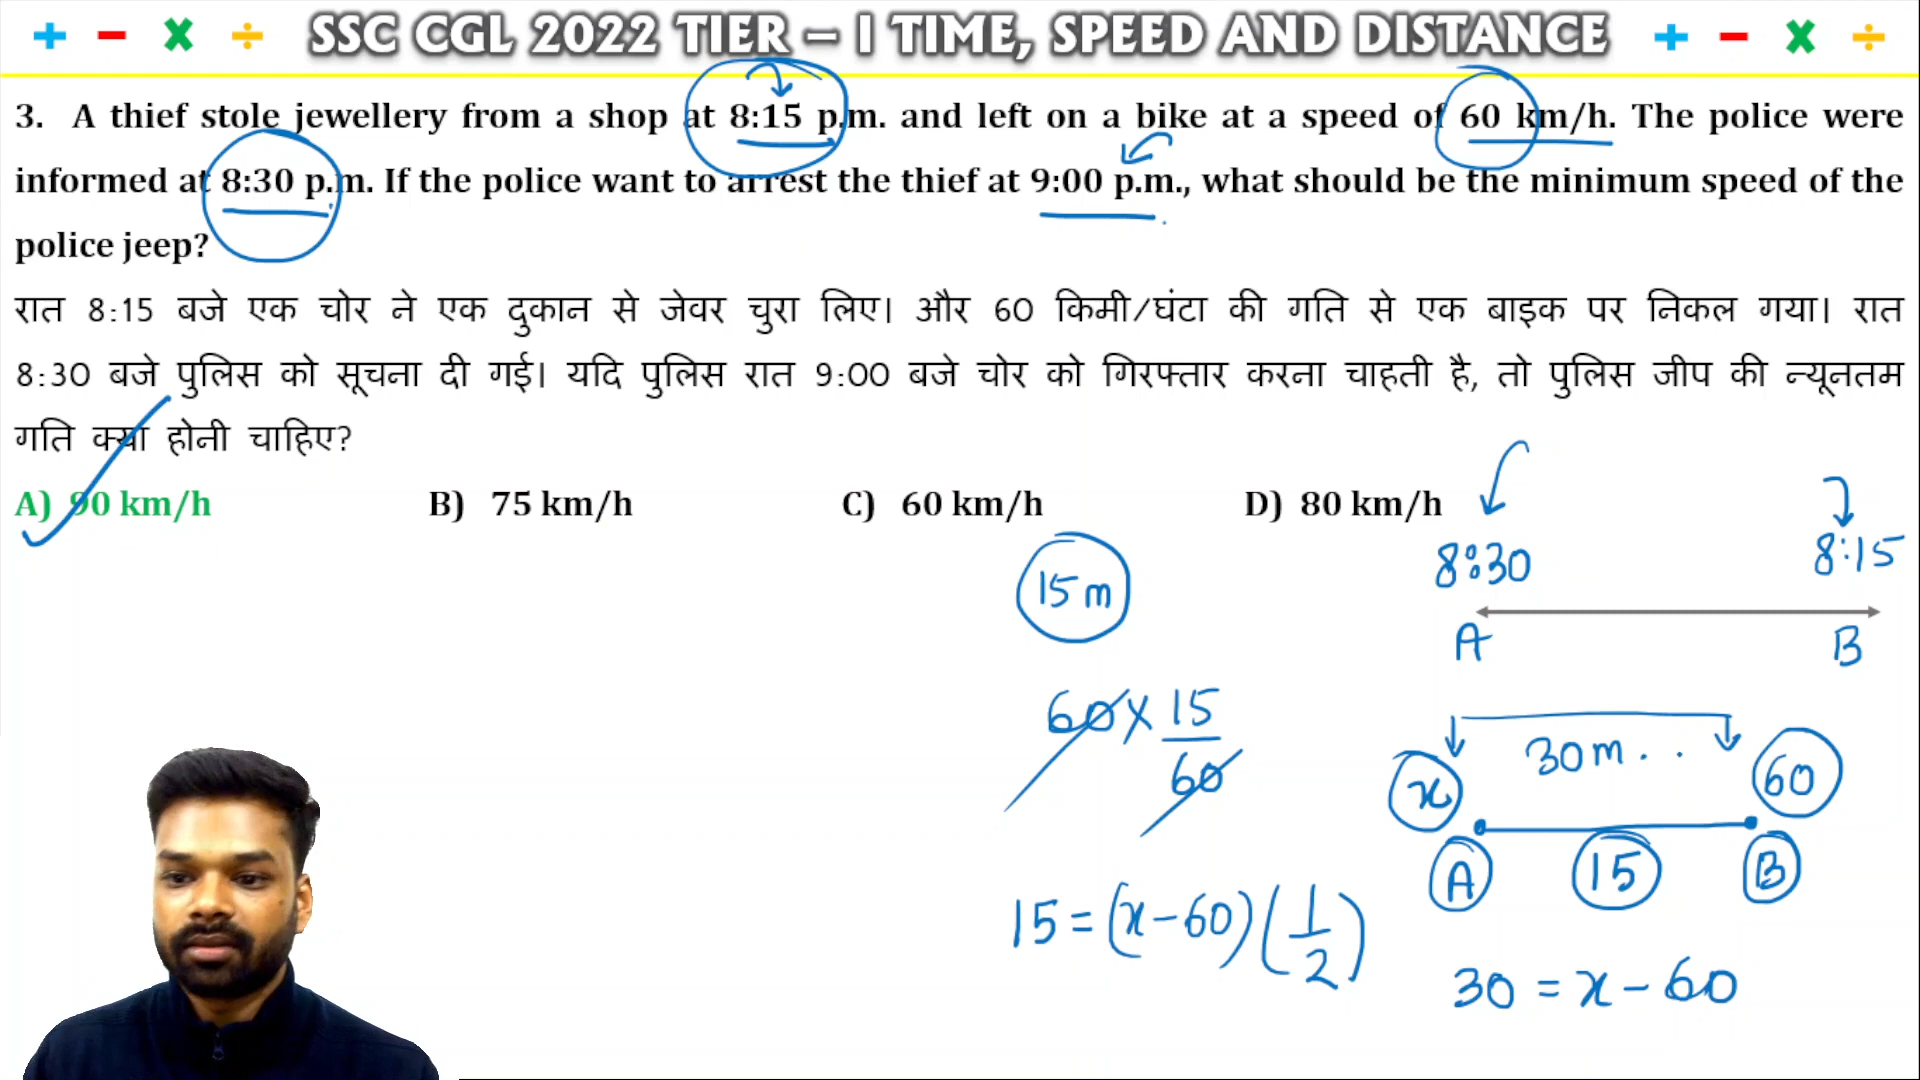 + − × ÷ SSC CGL 2022 TIER – I TIME, SPEED AND DISTANCE + − × ÷
3. A thief stole jewellery from a shop at 8:15 p.m. and left on a bike at a speed of 60 km/h. The police were
informed at 8:30 p.m. If the police want to arrest the thief at 9:00 p.m., what should be the minimum speed of the
police jeep?
रात 8:15 बजे एक चोर ने एक दुकान से जेवर चुरा लिए। और 60 किमी/घंटा की गति से एक बाइक पर निकल गया। रात
8:30 बजे पुलिस को सूचना दी गई। यदि पुलिस रात 9:00 बजे चोर को गिरफ्तार करना चाहती है, तो पुलिस जीप की न्यूनतम
गति क्या होनी चाहिए?
A) 90 km/h B) 75 km/h C) 60 km/h D) 80 km/h
8:30 8:15
15 m
A B
60 × 15/60
30 m..
x 60
A 15 B
15 = (x − 60) (1/2)
30 = x − 60